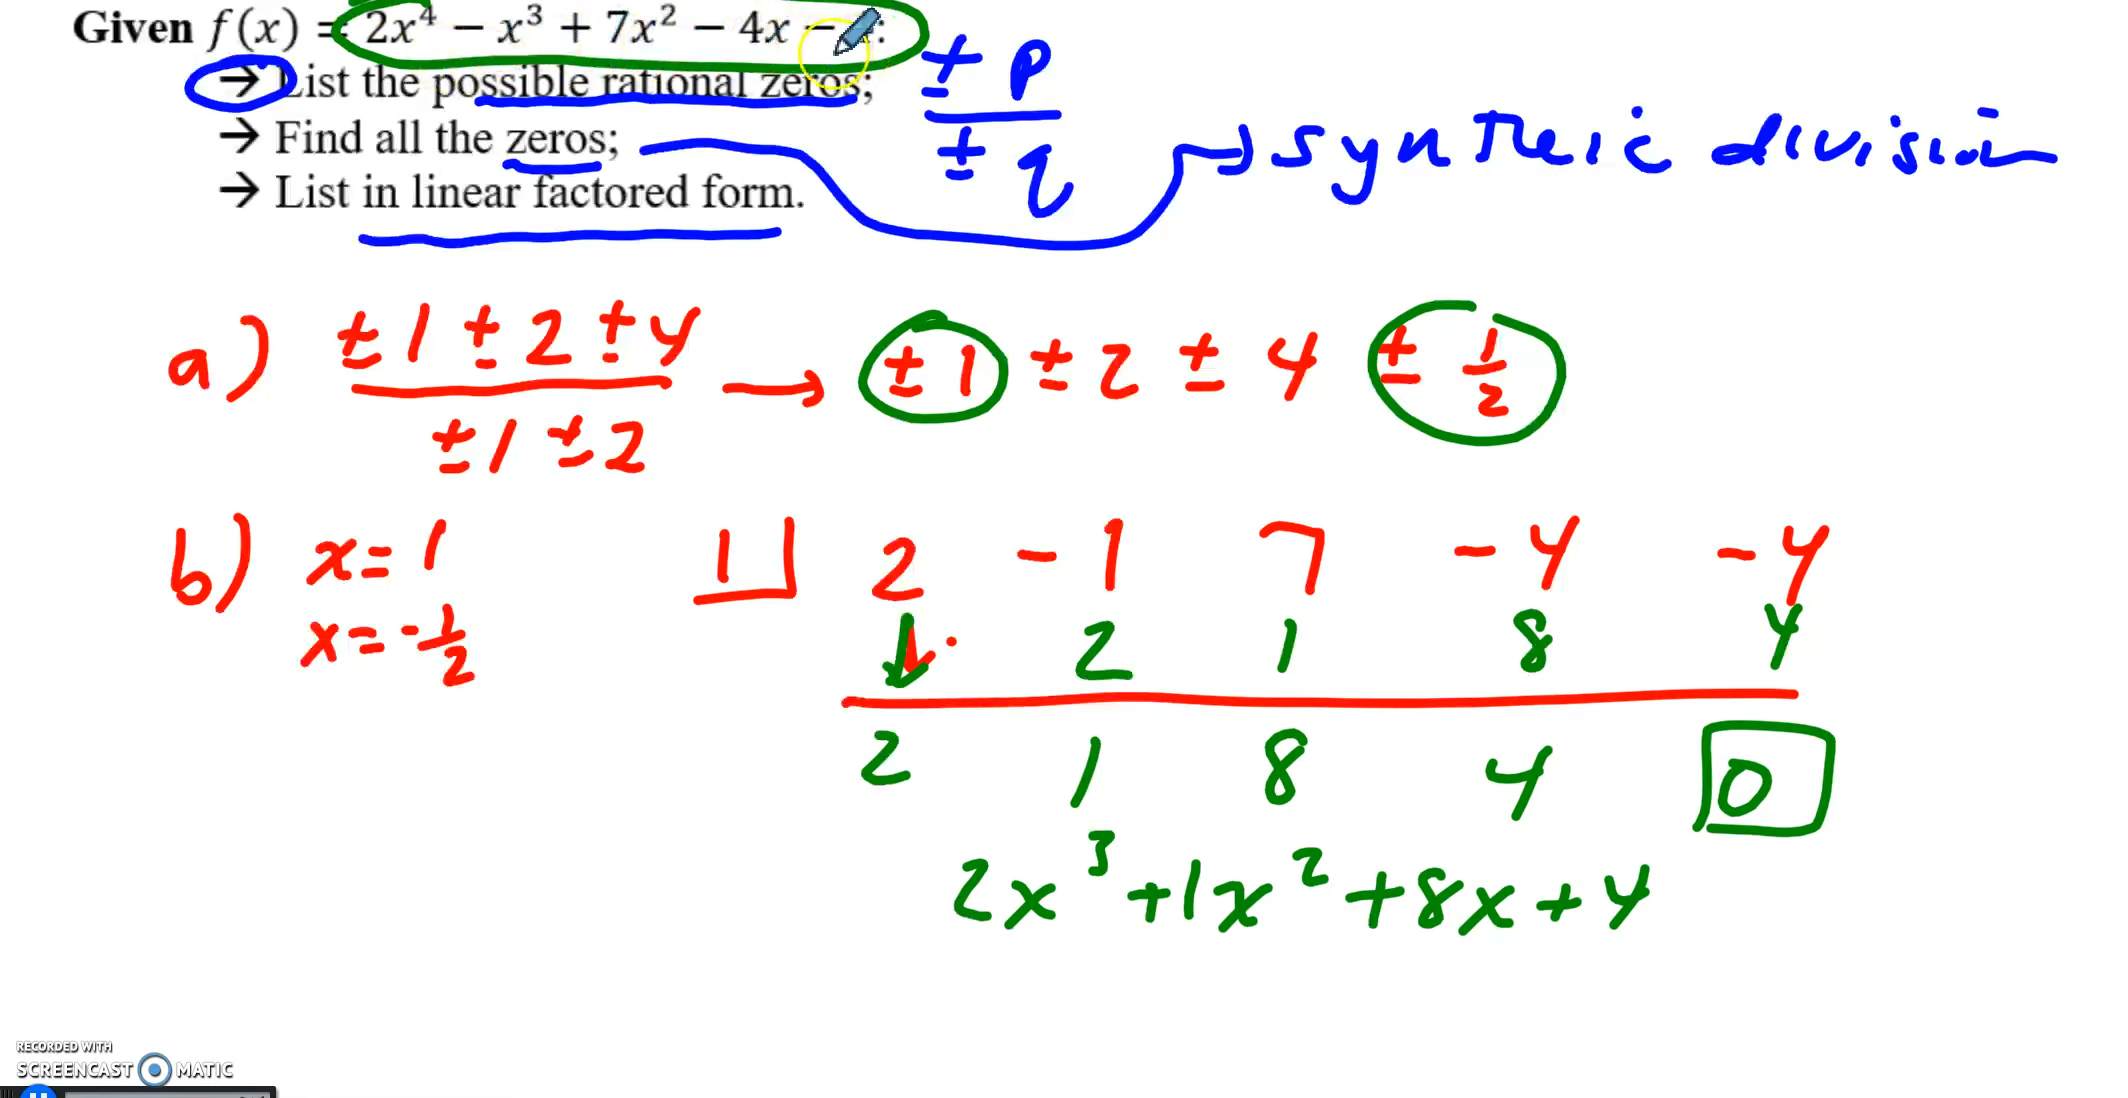 Given f(x) = 2x⁴ − x³ + 7x² − 4x −
→ List the possible rational zeros;
± p
± q
→ synthetic division
→ Find all the zeros;
→ List in linear factored form.
a) ± 1 ± 2 ± 4 → ± 1 ± 2 ± 4 ± 1/2
± 1 ± 2
b) x = 1
x = -1/2
1 2 -1 7 -4 -4
2 1 8 4
2 1 8 4 0
2x³ + 1x² + 8x + 4
RECORDED WITH
SCREENCAST MATIC